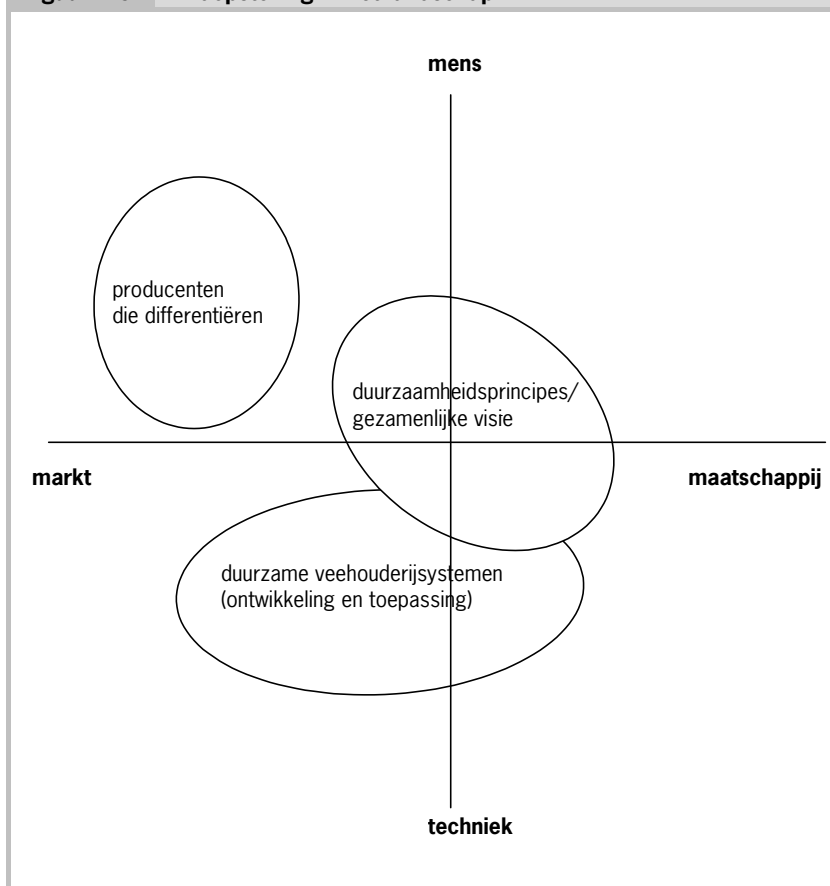 mens
producenten
die differentiëren
duurzaamheidsprincipes/
gezamenlijke visie
markt
maatschappij
duurzame veehouderijsystemen
(ontwikkeling en toepassing)
techniek